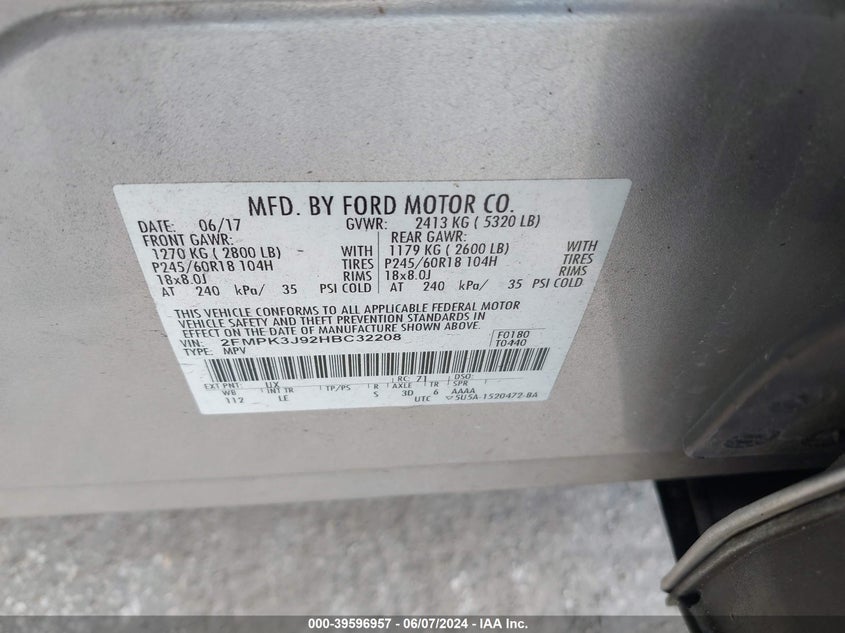 MFD. BY FORD MOTOR CO.
DATE: 06/17 GVWR: 2413 KG ( 5320 LB)
FRONT GAWR: REAR GAWR:
1270 KG ( 2800 LB) WITH 1179 KG ( 2600 LB) WITH
P245/60R18 104H TIRES P245/60R18 104H TIRES
18x8.0J RIMS 18x8.0J RIMS
AT 240 kPa/ 35 PSI COLD AT 240 kPa/ 35 PSI COLD
THIS VEHICLE CONFORMS TO ALL APPLICABLE FEDERAL MOTOR
VEHICLE SAFETY AND THEFT PREVENTION STANDARDS IN
EFFECT ON THE DATE OF MANUFACTURE SHOWN ABOVE.
VIN: 2FMPK3J92HBC32208 F0180
TYPE: MPV T0440
EXT PNT: UX RC: 71 DSO:
WB INT TR TP/PS R AXLE TR SPR
112 LE S 3D 6 AAAA
UTC ▽5U5A-1520472-BA
000-39596957 - 06/07/2024 - IAA Inc.